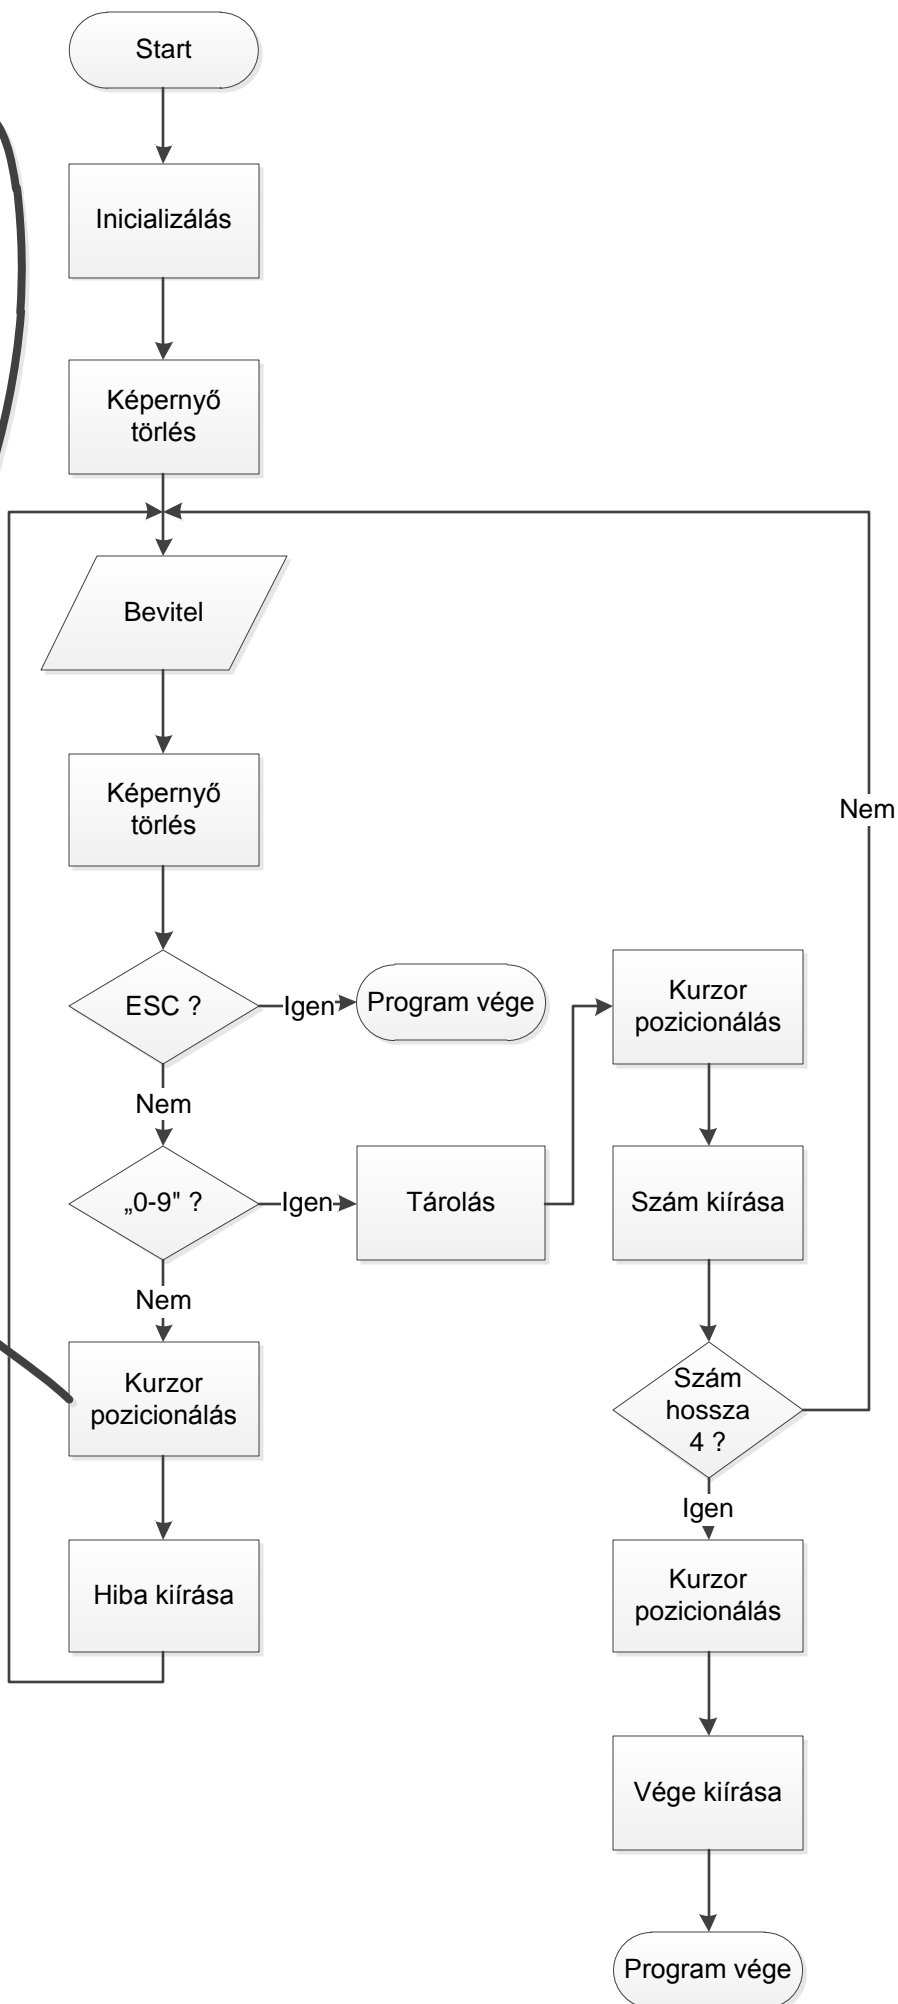 Start
Inicializálás
Képernyő
törlés
Bevitel
Képernyő
törlés
Nem
ESC ?
Igen
Program vége
Kurzor
pozicionálás
Nem
„0-9" ?
Igen
Tárolás
Szám kiírása
Nem
Kurzor
pozicionálás
Szám
hossza
4 ?
Igen
Hiba kiírása
Kurzor
pozicionálás
Vége kiírása
Program vége